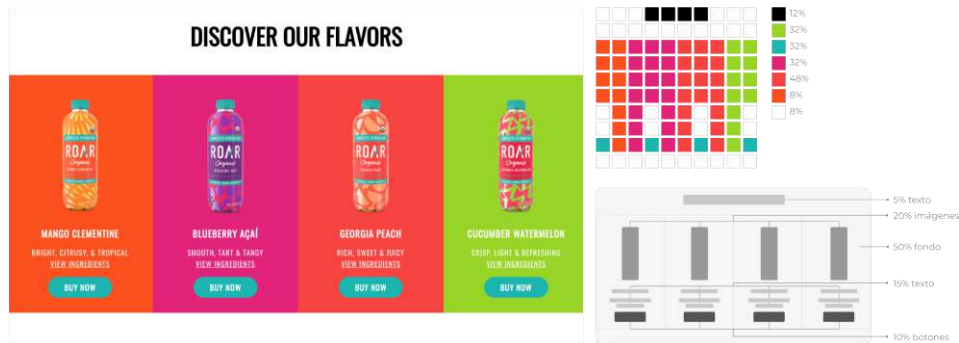 DISCOVER OUR FLAVORS
ROAR
Organic
MANGO CLEMENTINE
BRIGHT, CITRUSY, & TROPICAL
VIEW INGREDIENTS
BUY NOW
ROAR
Organic
BLUEBERRY AÇAÍ
SMOOTH, TART & TANGY
VIEW INGREDIENTS
BUY NOW
ROAR
Organic
GEORGIA PEACH
RICH, SWEET & JUICY
VIEW INGREDIENTS
BUY NOW
ROAR
Organic
CUCUMBER WATERMELON
CRISP, LIGHT & REFRESHING
VIEW INGREDIENTS
BUY NOW
12%
32%
32%
32%
48%
8%
8%
5% texto
20% imágenes
50% fondo
15% texto
10% botones